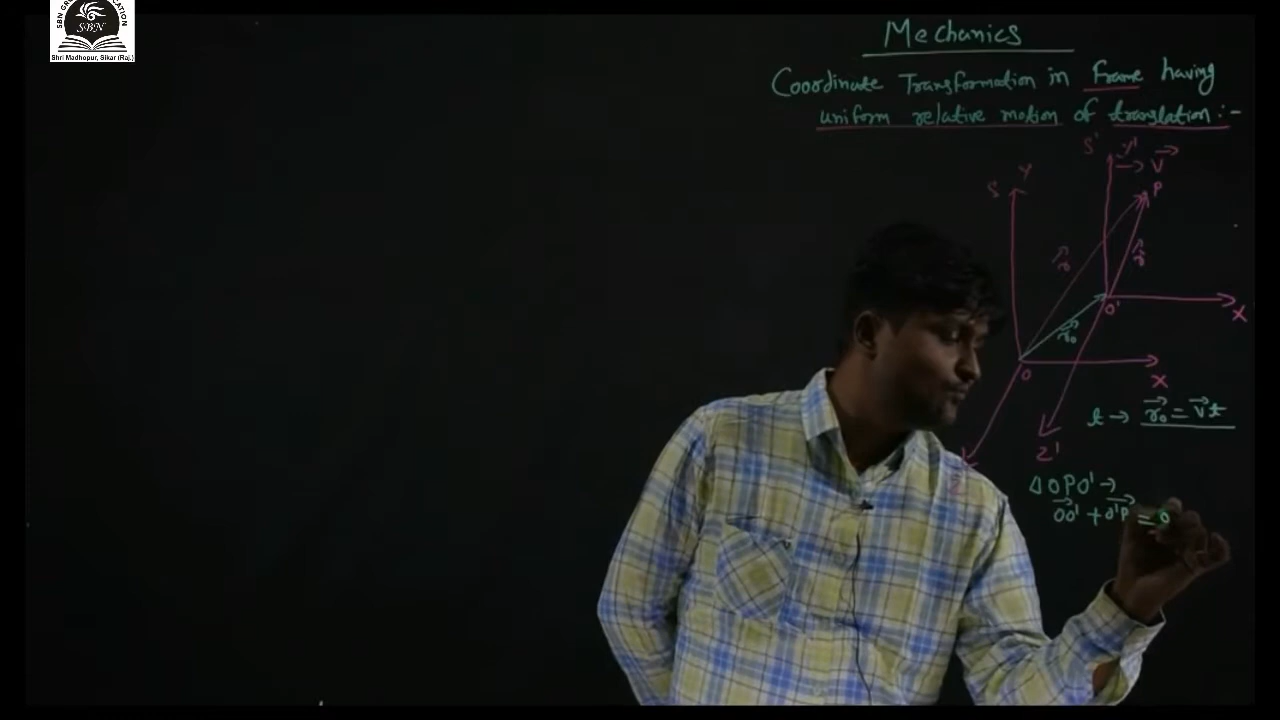 SBN
Shri Madhopur, Sikar (Raj.)
Mechanics
Coordinate Transformation in Frame having
uniform relative motion of translation :-
S'
Y'
→ V
S
Y
P
r
r
O'
X
r₀
O
X
t → r₀ = Vt
Z
Z'
Δ OPO' →
OO' + O'P = O